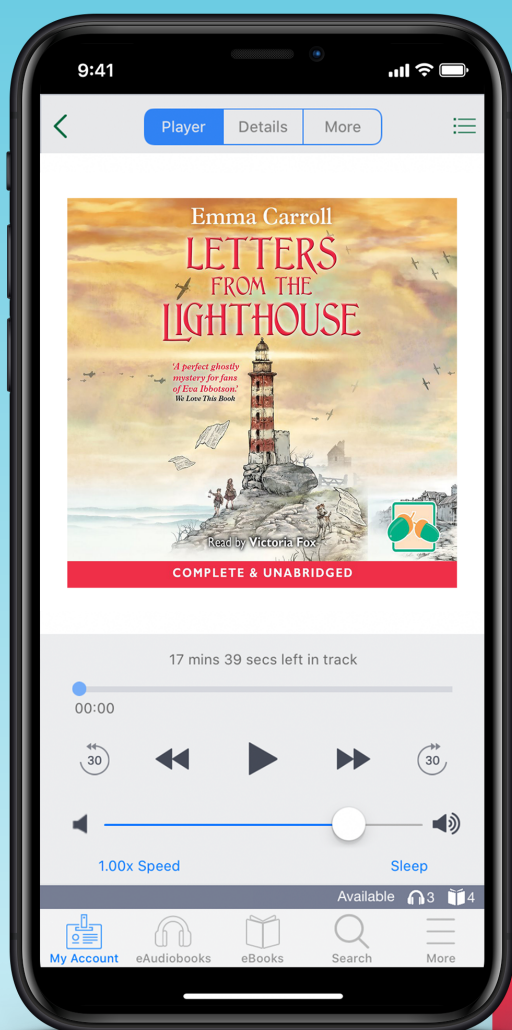 9:41
Player Details More
Emma Carroll
LETTERS
FROM THE
LIGHTHOUSE
'A perfect ghostly
mystery for fans
of Eva Ibbotson.'
We Love This Book
Read by Victoria Fox
COMPLETE & UNABRIDGED
17 mins 39 secs left in track
00:00
30 30
1.00x Speed Sleep
Available 3 4
My Account eAudiobooks eBooks Search More